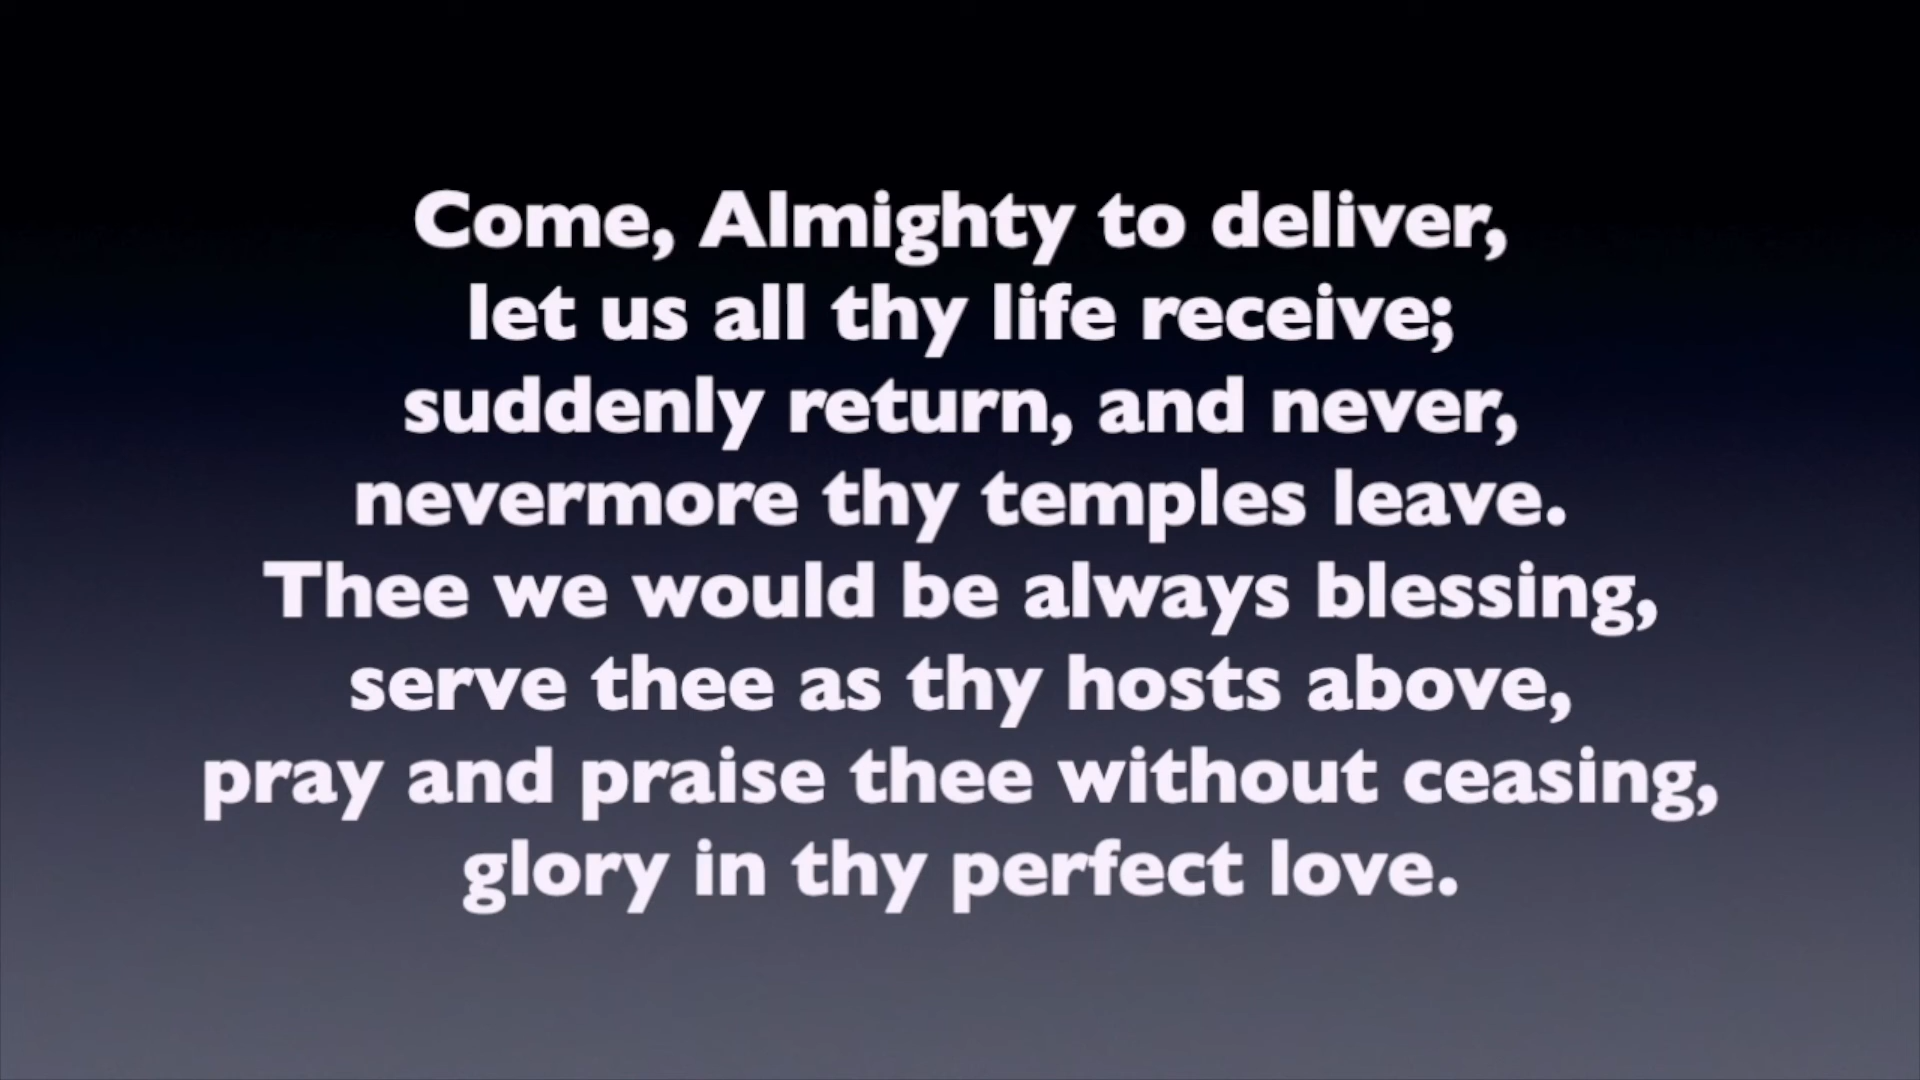 Come, Almighty to deliver,
let us all thy life receive;
suddenly return, and never,
nevermore thy temples leave.
Thee we would be always blessing,
serve thee as thy hosts above,
pray and praise thee without ceasing,
glory in thy perfect love.